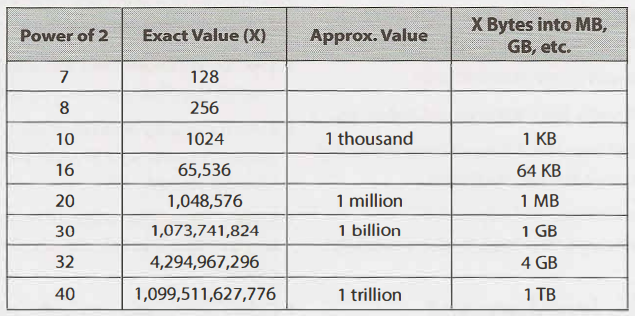 Power of 2 Exact Value (X) Approx. Value X Bytes into MB,
GB, etc.
7 128
8 256
10 1024 1 thousand 1 KB
16 65,536 64 KB
20 1,048,576 1 million 1 MB
30 1,073,741,824 1 billion 1 GB
32 4,294,967,296 4 GB
40 1,099,511,627,776 1 trillion 1 TB